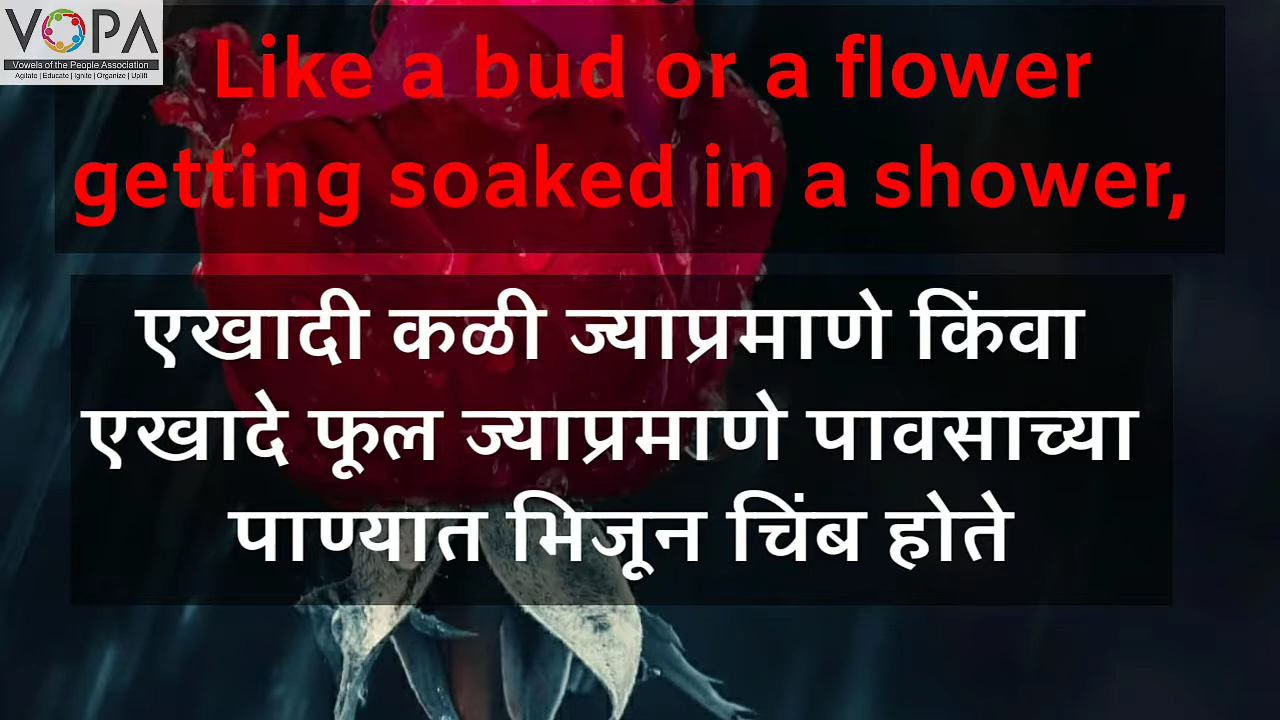 VOPA
Vowels of the People Association
Agitate | Educate | Ignite | Organize | Uplift
Like a bud or a flower
getting soaked in a shower,
एखादी कळी ज्याप्रमाणे किंवा
एखादे फूल ज्याप्रमाणे पावसाच्या
पाण्यात भिजून चिंब होते